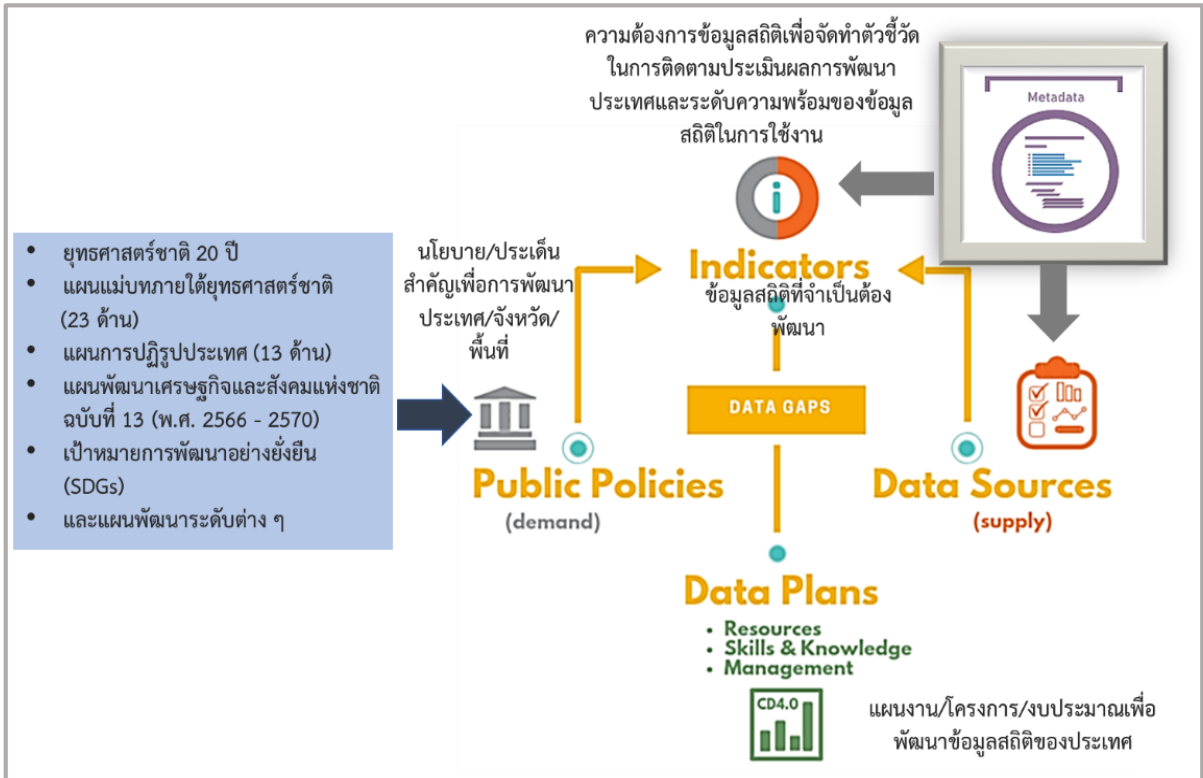 ความต้องการข้อมูลสถิติเพื่อจัดทำตัวชี้วัด
ในการติดตามประเมินผลการพัฒนา
ประเทศและระดับความพร้อมของข้อมูล
สถิติในการใช้งาน
Metadata
• ยุทธศาสตร์ชาติ 20 ปี
• แผนแม่บทภายใต้ยุทธศาสตร์ชาติ
(23 ด้าน)
• แผนการปฏิรูปประเทศ (13 ด้าน)
• แผนพัฒนาเศรษฐกิจและสังคมแห่งชาติ
ฉบับที่ 13 (พ.ศ. 2566 - 2570)
• เป้าหมายการพัฒนาอย่างยั่งยืน
(SDGs)
• และแผนพัฒนาระดับต่าง ๆ
นโยบาย/ประเด็น
สำคัญเพื่อการพัฒนา
ประเทศ/จังหวัด/
พื้นที่
Indicators
ข้อมูลสถิติที่จำเป็นต้อง
พัฒนา
DATA GAPS
Public Policies
(demand)
Data Sources
(supply)
Data Plans
• Resources
• Skills & Knowledge
• Management
CD4.0
แผนงาน/โครงการ/งบประมาณเพื่อ
พัฒนาข้อมูลสถิติของประเทศ